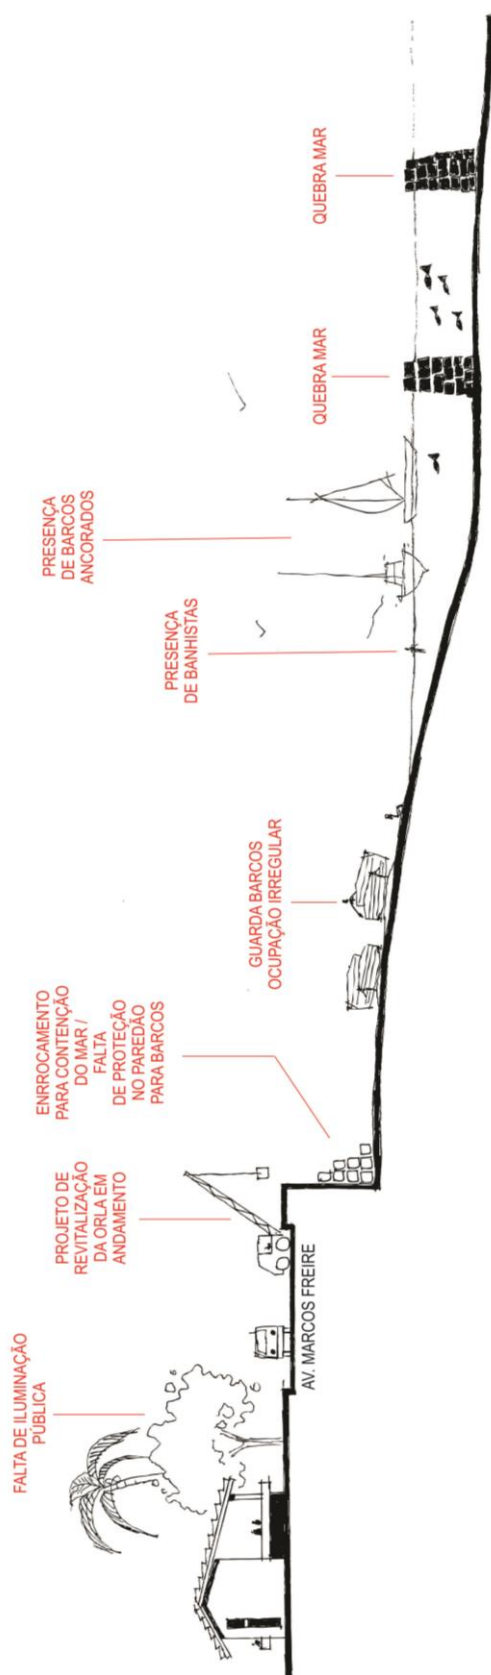 FALTA DE ILUMINAÇÃO
PÚBLICA
PROJETO DE
REVITALIZAÇÃO
DA ORLA EM
ANDAMENTO
AV. MARCOS FREIRE
ENRROCAMENTO
PARA CONTENÇÃO
DO MAR /
FALTA
DE PROTEÇÃO
NO PAREDÃO
PARA BARCOS
GUARDA BARCOS
OCUPAÇÃO IRREGULAR
PRESENÇA
DE BANHISTAS
PRESENÇA
DE BARCOS
ANCORADOS
QUEBRA MAR
QUEBRA MAR